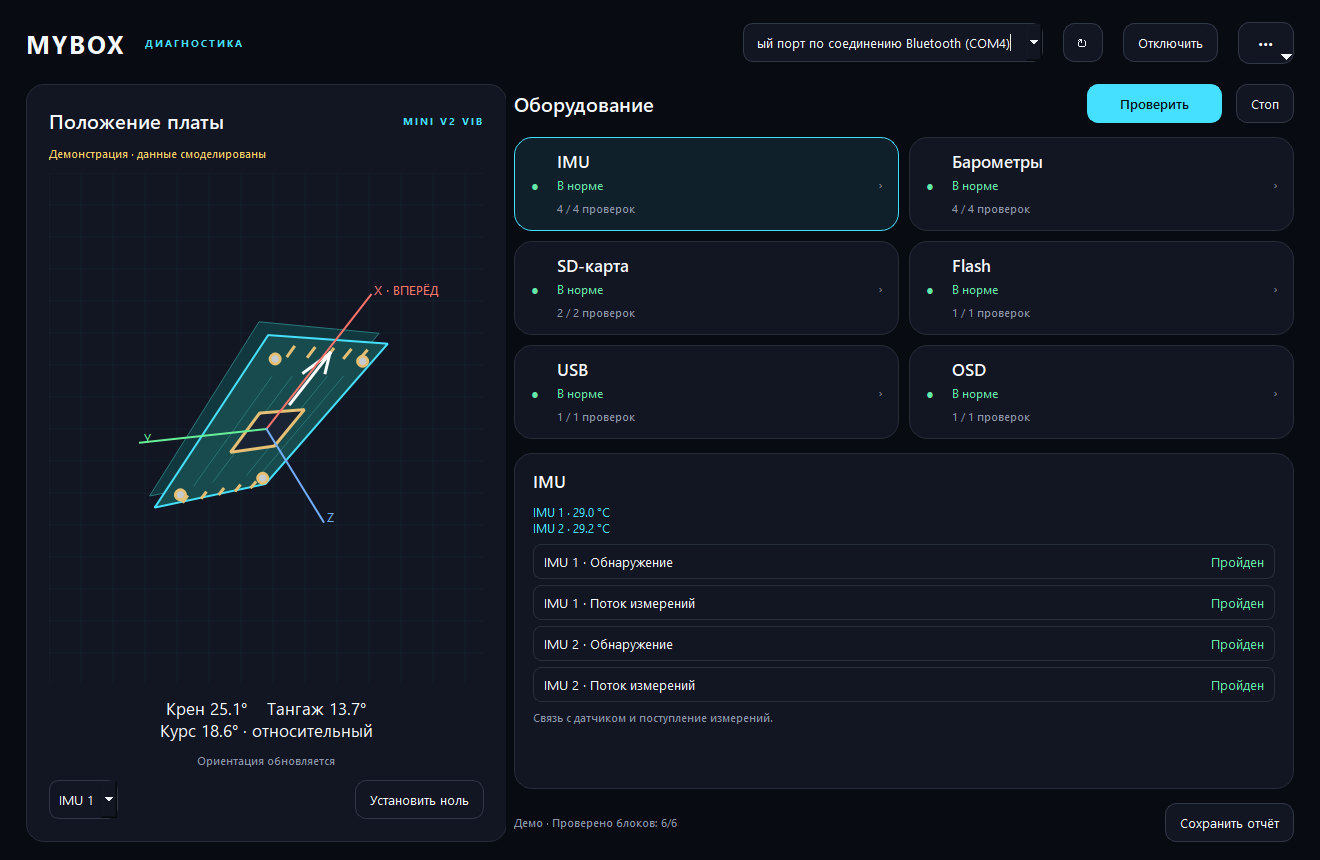 MYBOX ДИАГНОСТИКА
ый порт по соединению Bluetooth (COM4)
Отключить
Положение платы
MINI V2 VIB
Демонстрация · данные смоделированы
X · ВПЕРЁД
Y
Z
Крен 25.1° Тангаж 13.7°
Курс 18.6° · относительный
Ориентация обновляется
IMU 1
Установить ноль
Оборудование
Проверить
Стоп
IMU
В норме
4 / 4 проверок
Барометры
В норме
4 / 4 проверок
SD-карта
В норме
2 / 2 проверок
Flash
В норме
1 / 1 проверок
USB
В норме
1 / 1 проверок
OSD
В норме
1 / 1 проверок
IMU
IMU 1 · 29.0 °C
IMU 2 · 29.2 °C
IMU 1 · Обнаружение Пройден
IMU 1 · Поток измерений Пройден
IMU 2 · Обнаружение Пройден
IMU 2 · Поток измерений Пройден
Связь с датчиком и поступление измерений.
Демо · Проверено блоков: 6/6
Сохранить отчёт